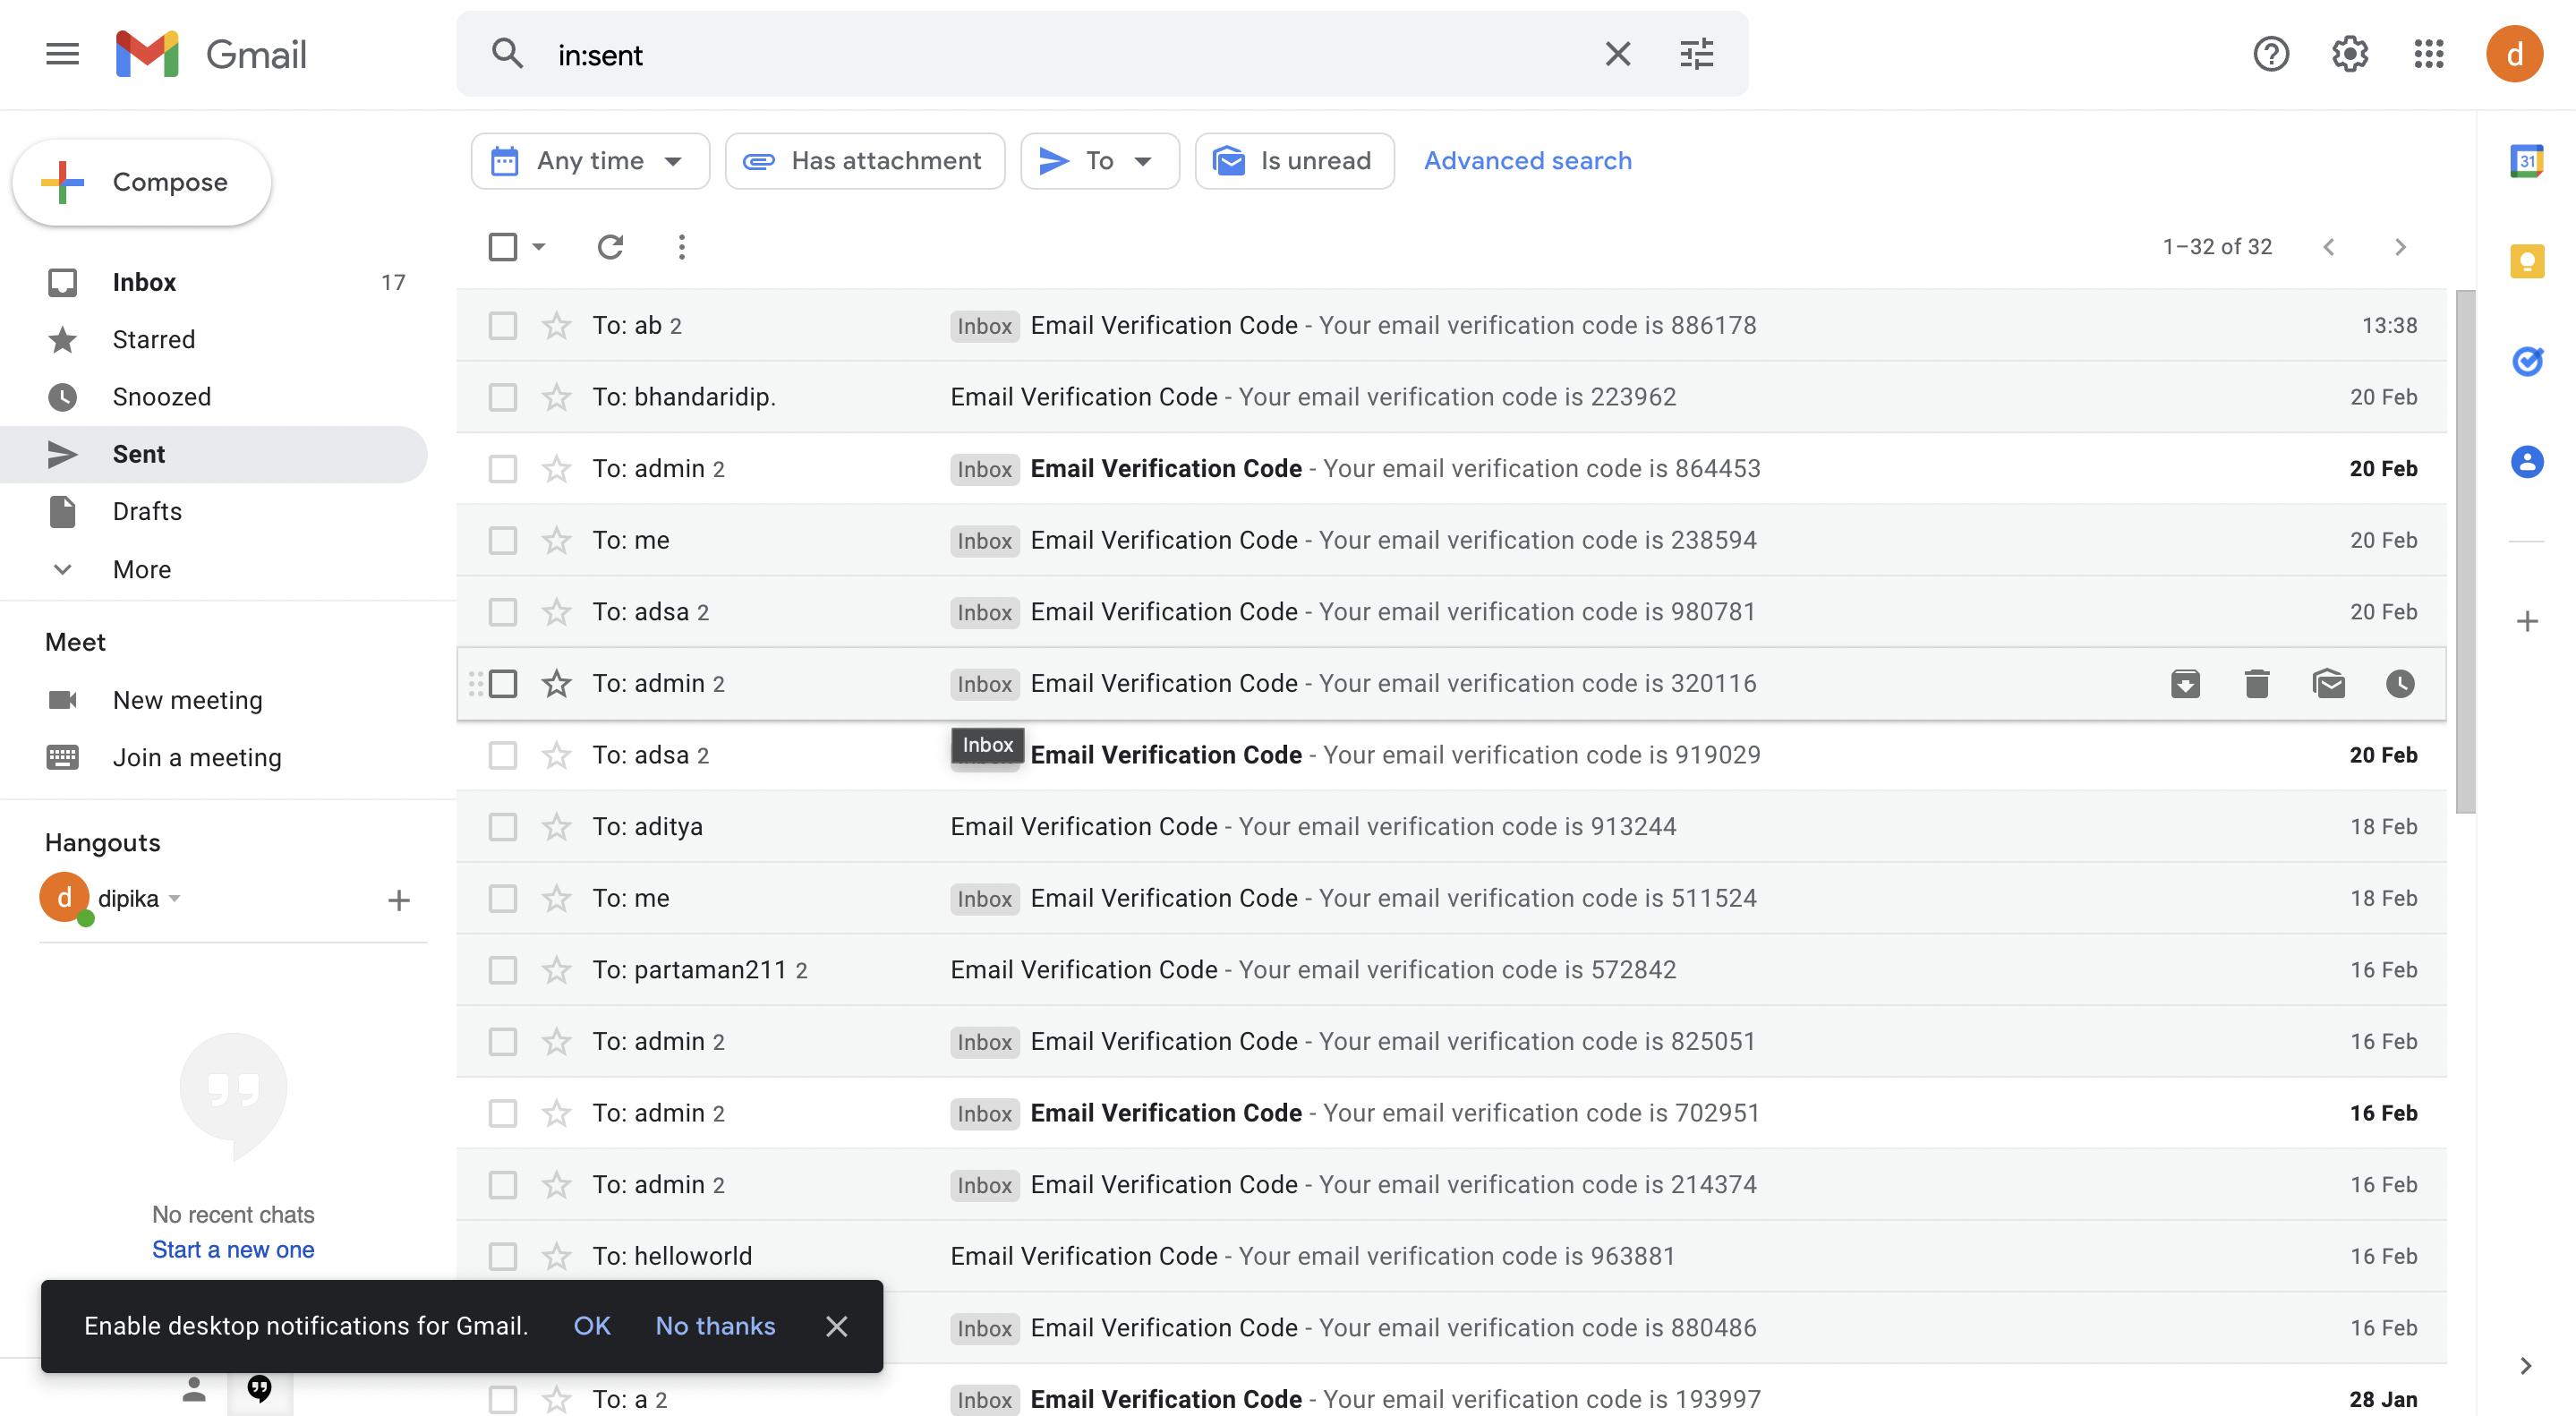 Gmail
in:sent
d
Compose
Any time
Has attachment
To
Is unread
Advanced search
31
1–32 of 32
Inbox 17
Starred
Snoozed
Sent
Drafts
More
Meet
New meeting
Join a meeting
Hangouts
d dipika
No recent chats
Start a new one
To: ab 2 Inbox Email Verification Code - Your email verification code is 886178 13:38
To: bhandaridip. Email Verification Code - Your email verification code is 223962 20 Feb
To: admin 2 Inbox Email Verification Code - Your email verification code is 864453 20 Feb
To: me Inbox Email Verification Code - Your email verification code is 238594 20 Feb
To: adsa 2 Inbox Email Verification Code - Your email verification code is 980781 20 Feb
To: admin 2 Inbox Email Verification Code - Your email verification code is 320116
To: adsa 2 Inbox Email Verification Code - Your email verification code is 919029 20 Feb
To: aditya Email Verification Code - Your email verification code is 913244 18 Feb
To: me Inbox Email Verification Code - Your email verification code is 511524 18 Feb
To: partaman211 2 Email Verification Code - Your email verification code is 572842 16 Feb
To: admin 2 Inbox Email Verification Code - Your email verification code is 825051 16 Feb
To: admin 2 Inbox Email Verification Code - Your email verification code is 702951 16 Feb
To: admin 2 Inbox Email Verification Code - Your email verification code is 214374 16 Feb
To: helloworld Email Verification Code - Your email verification code is 963881 16 Feb
Inbox Email Verification Code - Your email verification code is 880486 16 Feb
To: a 2 Inbox Email Verification Code - Your email verification code is 193997 28 Jan
Enable desktop notifications for Gmail. OK No thanks